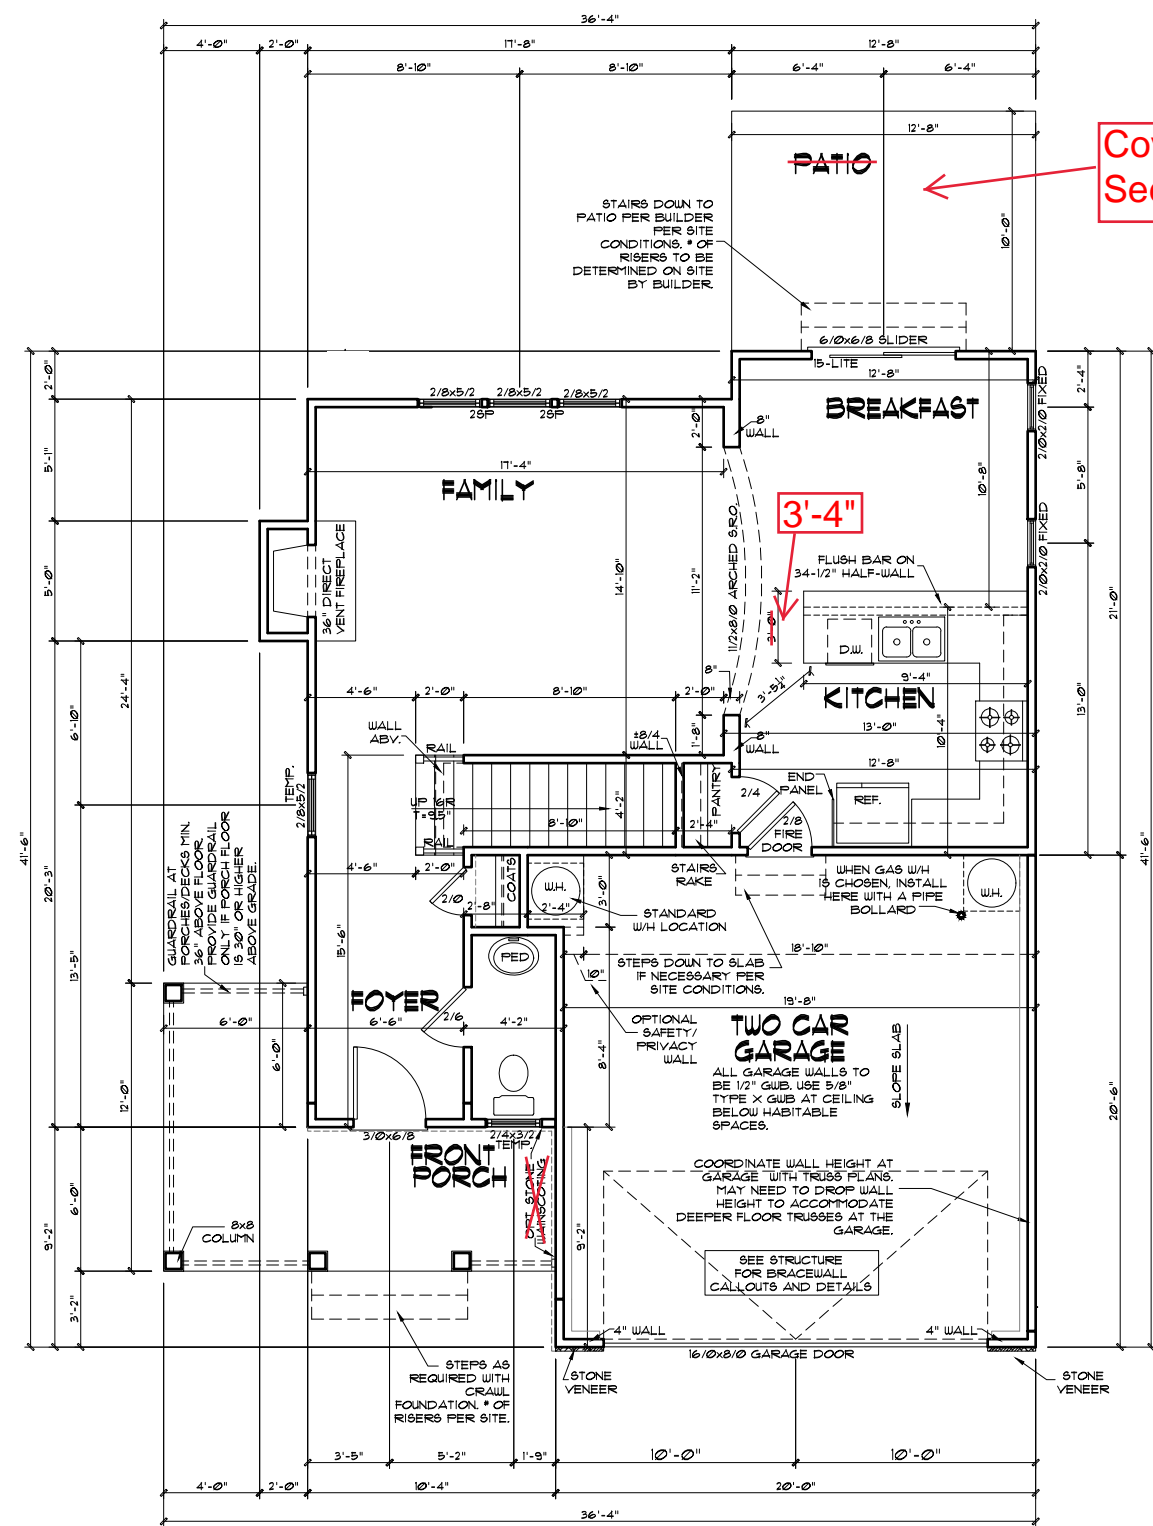 36'-4"
4'-0"
2'-0"
17'-8"
12'-8"
8'-10"
8'-10"
6'-4"
6'-4"
12'-8"
PATIO
10'-0"
STAIRS DOWN TO
PATIO PER BUILDER
PER SITE
CONDITIONS. # OF
RISERS TO BE
DETERMINED ON SITE
BY BUILDER.
6/0x6/8 SLIDER
15-LITE
12'-8"
2'-0"
2'-4"
2/8x5/2
2/8x5/2
2/8x5/2
2SP
2SP
BREAKFAST
2/0x2/0 FIXED
8"
WALL
2'-0"
5'-1"
17'-4"
FAMILY
10'-8"
5'-8"
3'-4"
11/2x8/0 ARCHED S.R.O.
2/0x2/0 FIXED
36" DIRECT
VENT FIREPLACE
5'-0"
14'-10"
11'-2"
FLUSH BAR ON
34-1/2" HALF-WALL
21'-0"
3'-0"
D.W.
9'-4"
8"
3'-5½"
24'-4"
4'-6"
2'-0"
8'-10"
2'-0"
KITCHEN
13'-0"
10'-4"
13'-0"
6'-10"
WALL
ABV.
RAIL
±8/4
WALL
1'-8"
8"
WALL
12'-8"
TEMP.
2/8x5/2
PANTRY
END
PANEL
REF.
2/4
4'-2"
8'-10"
2'-4"
2/8
FIRE
DOOR
RAIL
41'-6"
20'-3"
41'-6"
GUARDRAIL AT
PORCHES/DECKS MIN.
36" ABOVE FLOOR.
PROVIDE GUARDRAIL
ONLY IF PORCH FLOOR
IS 30" OR HIGHER
ABOVE GRADE.
4'-6"
2'-0"
STAIRS
RAKE
WHEN GAS W/H
IS CHOSEN, INSTALL
HERE WITH A PIPE
BOLLARD
W.H.
COATS
W.H.
2/0
2'-8"
2'-4"
3'-0"
STANDARD
W/H LOCATION
15'-6"
13'-5"
PED
18'-10"
10"
STEPS DOWN TO SLAB
IF NECESSARY PER
SITE CONDITIONS.
FOYER
19'-8"
6'-0"
6'-6"
2/6
4'-2"
OPTIONAL
SAFETY/
PRIVACY
WALL
TWO CAR
GARAGE
SLOPE SLAB
6'-0"
8'-4"
ALL GARAGE WALLS TO
BE 1/2" GWB. USE 5/8"
TYPE X GWB AT CEILING
BELOW HABITABLE
SPACES.
12'-0"
20'-6"
3/0x6/8
2/4x3/2
TEMP.
FRONT
PORCH
OPT. STONE
WAINSCOTING
COORDINATE WALL HEIGHT AT
GARAGE WITH TRUSS PLANS.
MAY NEED TO DROP WALL
HEIGHT TO ACCOMMODATE
DEEPER FLOOR TRUSSES AT THE
GARAGE.
6'-0"
9'-2"
9'-2"
8x8
COLUMN
SEE STRUCTURE
FOR BRACEWALL
CALLOUTS AND DETAILS
3'-2"
4" WALL
4" WALL
16/0x8/0 GARAGE DOOR
STEPS AS
REQUIRED WITH
CRAWL
FOUNDATION. # OF
RISERS PER SITE.
STONE
VENEER
STONE
VENEER
3'-5"
5'-2"
1'-9"
10'-0"
10'-0"
4'-0"
2'-0"
10'-4"
20'-0"
36'-4"